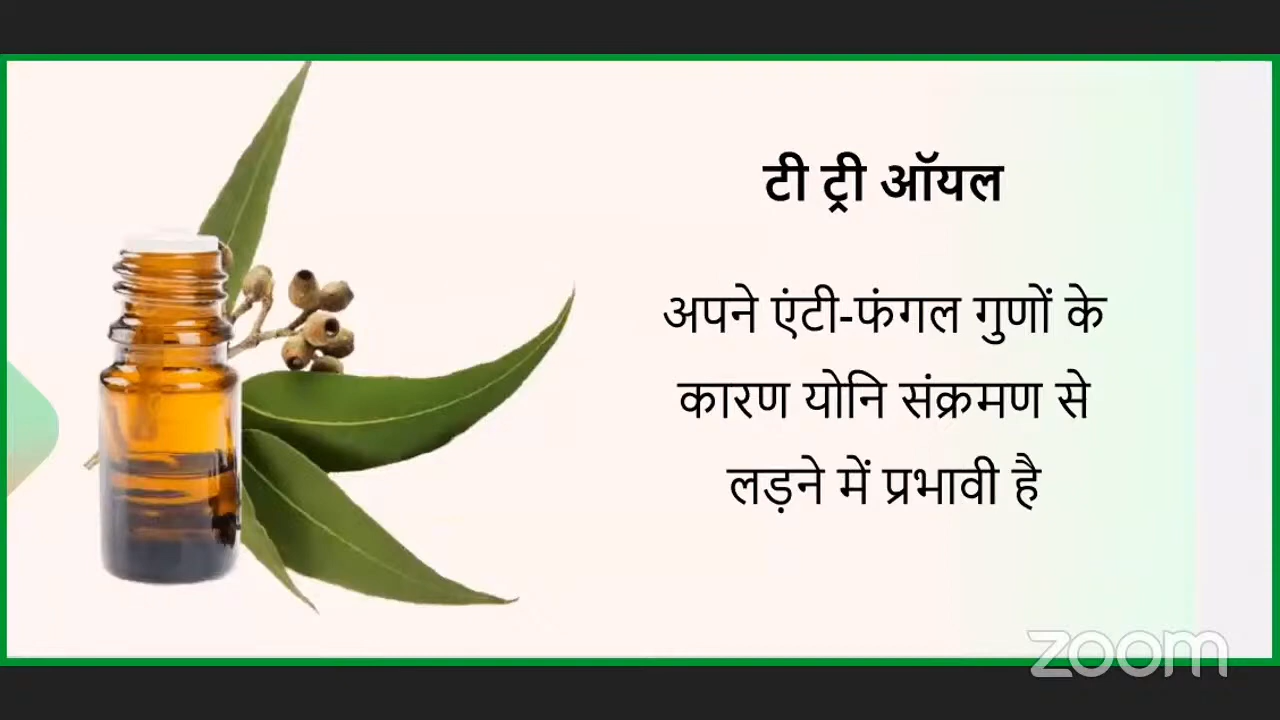 टी ट्री ऑयल
अपने एंटी-फंगल गुणों के
कारण योनि संक्रमण से
लड़ने में प्रभावी है
zoom